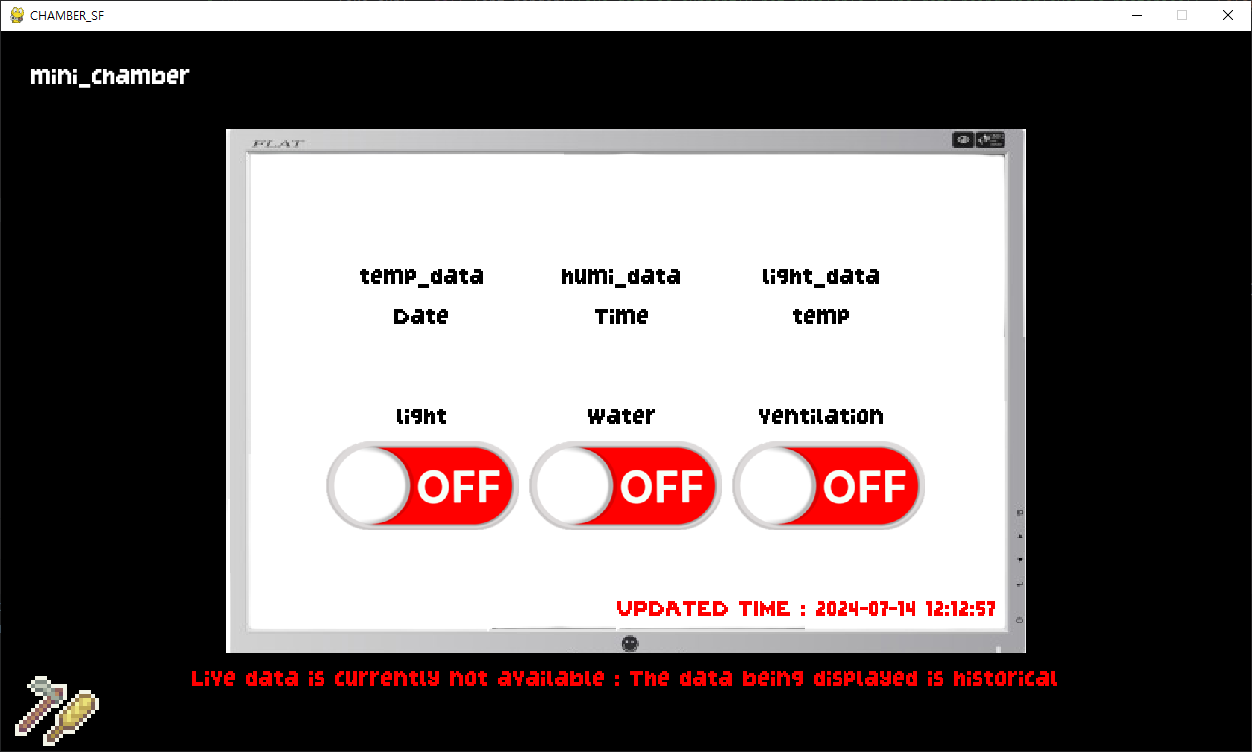 CHAMBER_SF
mini_chamber
FLAT
temp_data humi_data light_data
Date Time temp
light Water Ventilation
OFF OFF OFF
UPDATED TIME : 2024-07-14 12:12:57
Live data is currently not available : The data being displayed is historical